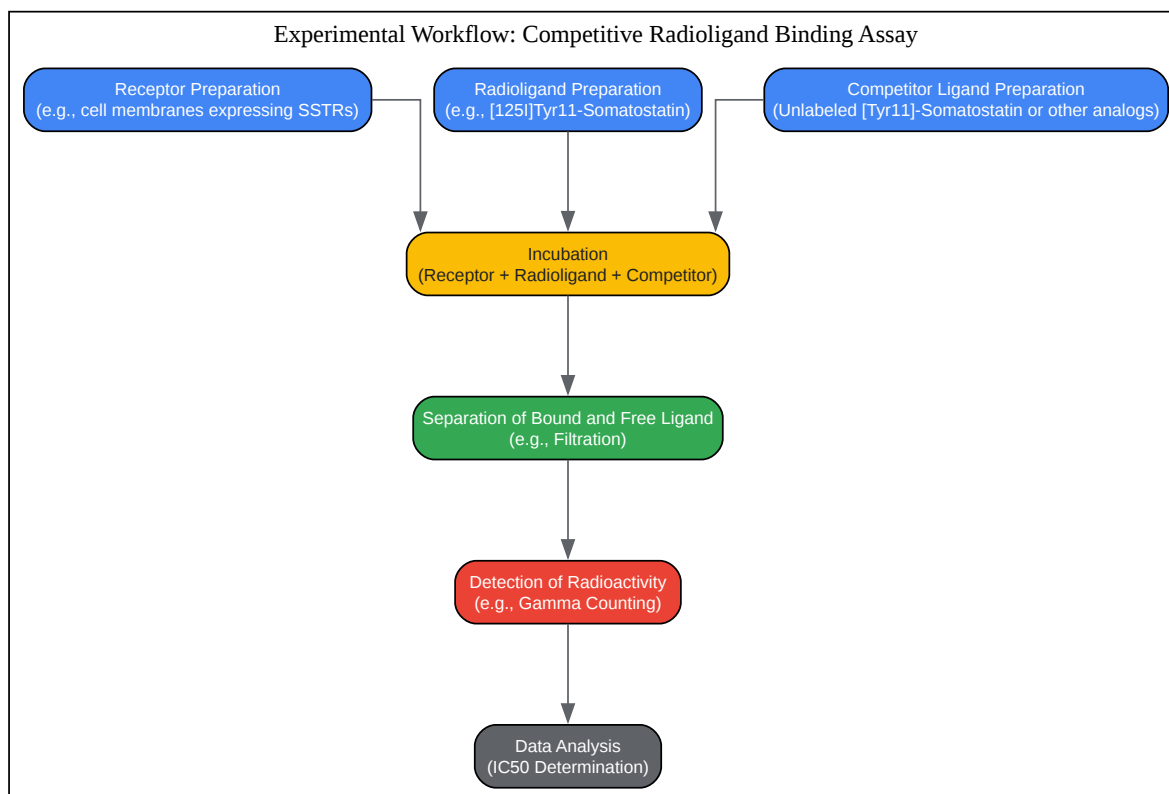 Experimental Workflow: Competitive Radioligand Binding Assay
Receptor Preparation
(e.g., cell membranes expressing SSTRs)
Radioligand Preparation
(e.g., [125I]Tyr11-Somatostatin)
Competitor Ligand Preparation
(Unlabeled [Tyr11]-Somatostatin or other analogs)
Incubation
(Receptor + Radioligand + Competitor)
Separation of Bound and Free Ligand
(e.g., Filtration)
Detection of Radioactivity
(e.g., Gamma Counting)
Data Analysis
(IC50 Determination)